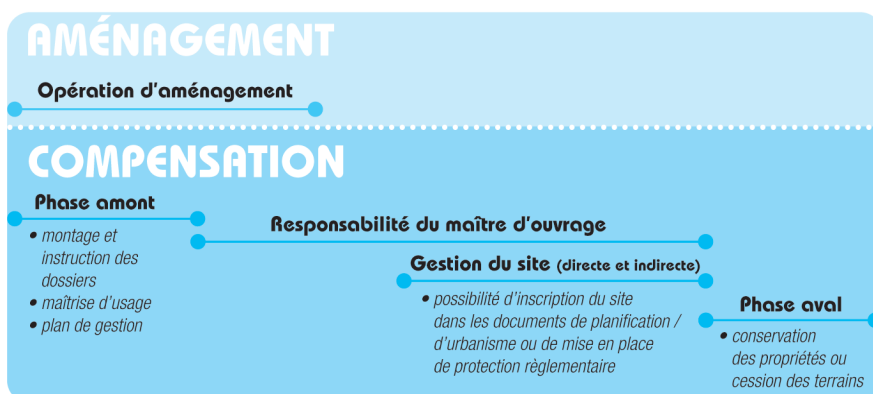 AMÉNAGEMENT
Opération d'aménagement
COMPENSATION
Phase amont
• montage et
instruction des
dossiers
• maîtrise d'usage
• plan de gestion
Responsabilité du maître d'ouvrage
Gestion du site (directe et indirecte)
• possibilité d'inscription du site
dans les documents de planification /
d'urbanisme ou de mise en place
de protection règlementaire
Phase aval
• conservation
des propriétés ou
cession des terrains